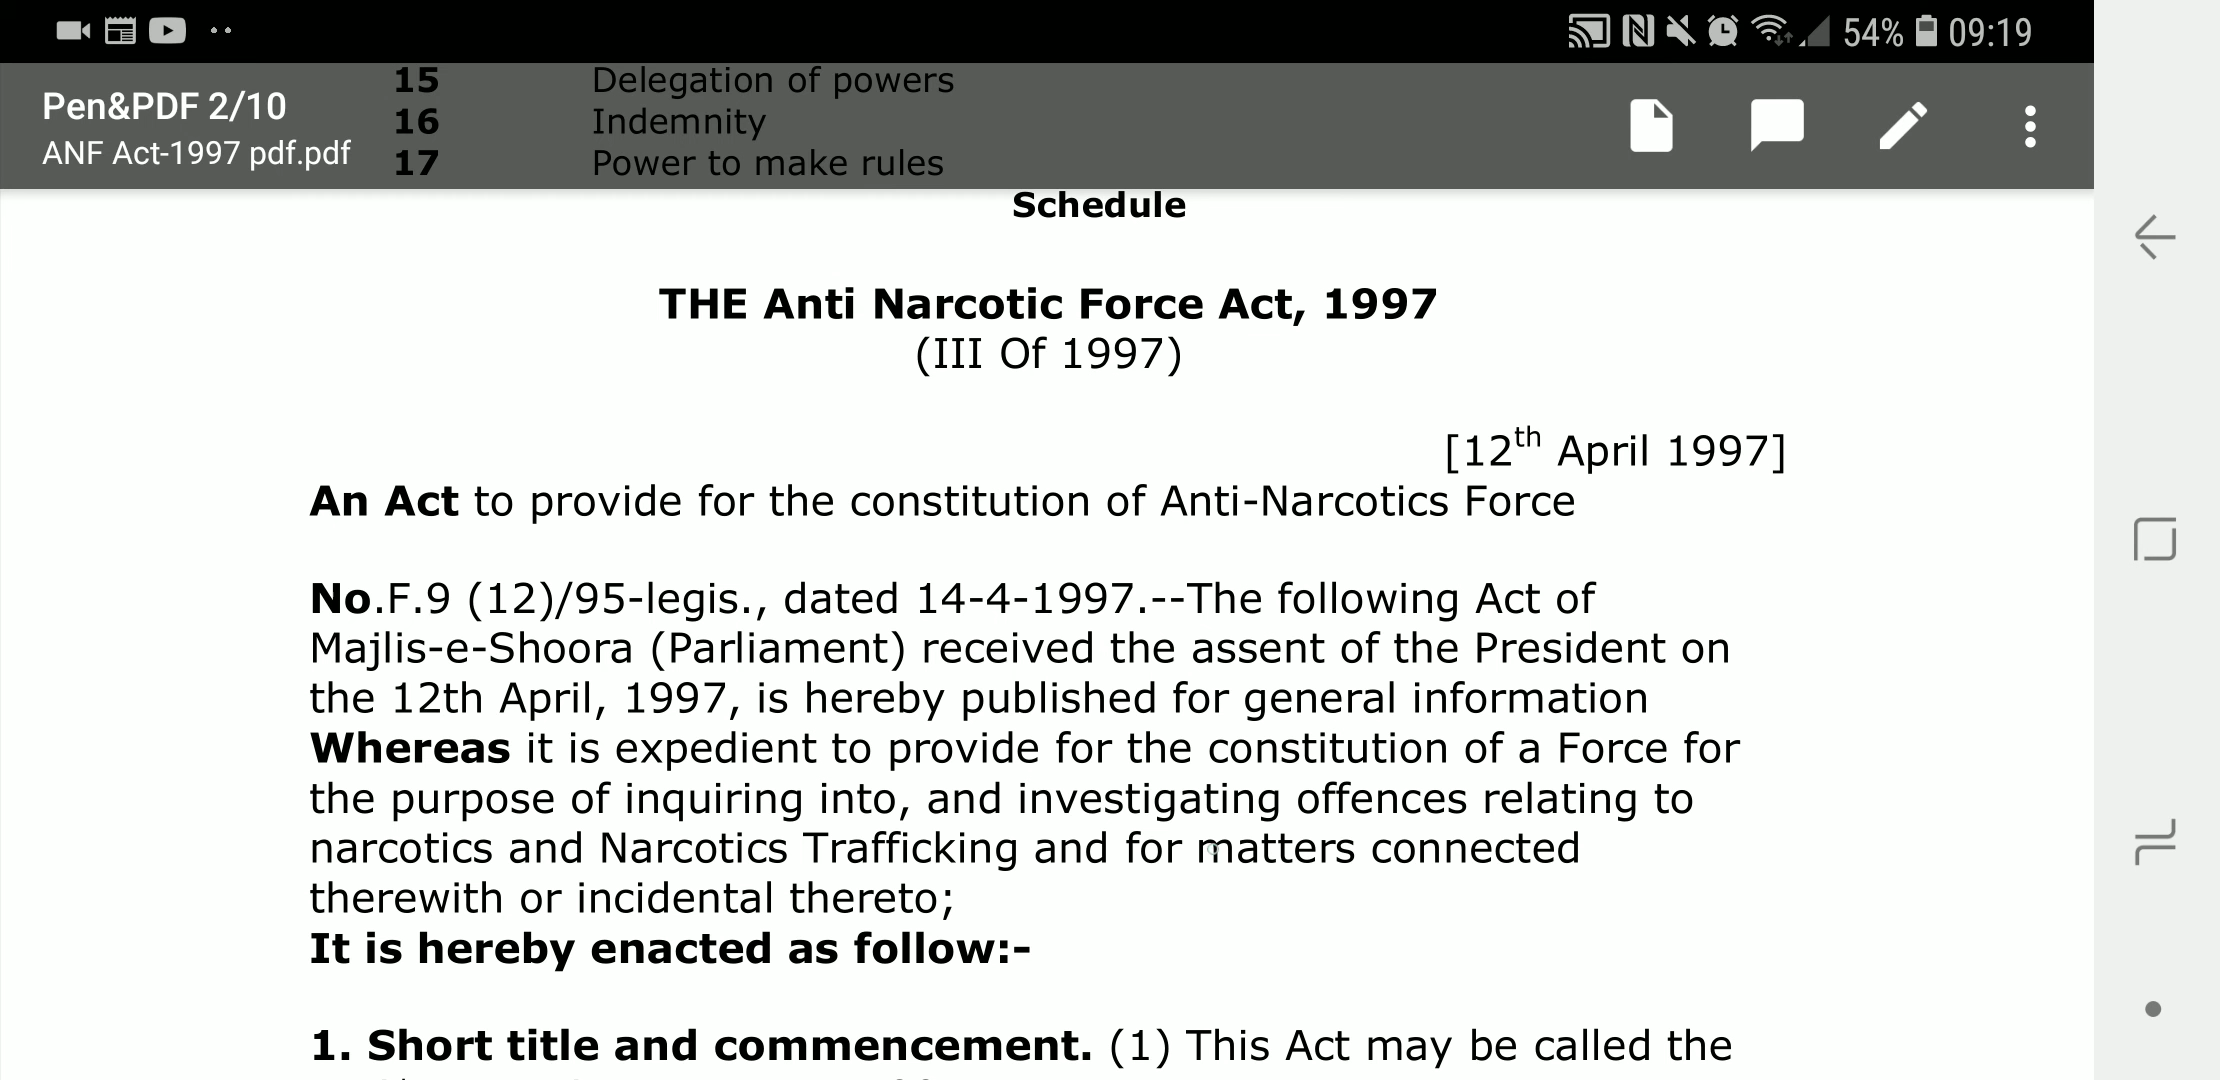 54% 09:19
Pen&PDF 2/10
ANF Act-1997 pdf.pdf
15 Delegation of powers
16 Indemnity
17 Power to make rules
Schedule
THE Anti Narcotic Force Act, 1997
(III Of 1997)
[12th April 1997]
An Act to provide for the constitution of Anti-Narcotics Force
No.F.9 (12)/95-legis., dated 14-4-1997.--The following Act of
Majlis-e-Shoora (Parliament) received the assent of the President on
the 12th April, 1997, is hereby published for general information
Whereas it is expedient to provide for the constitution of a Force for
the purpose of inquiring into, and investigating offences relating to
narcotics and Narcotics Trafficking and for matters connected
therewith or incidental thereto;
It is hereby enacted as follow:-
1. Short title and commencement. (1) This Act may be called the